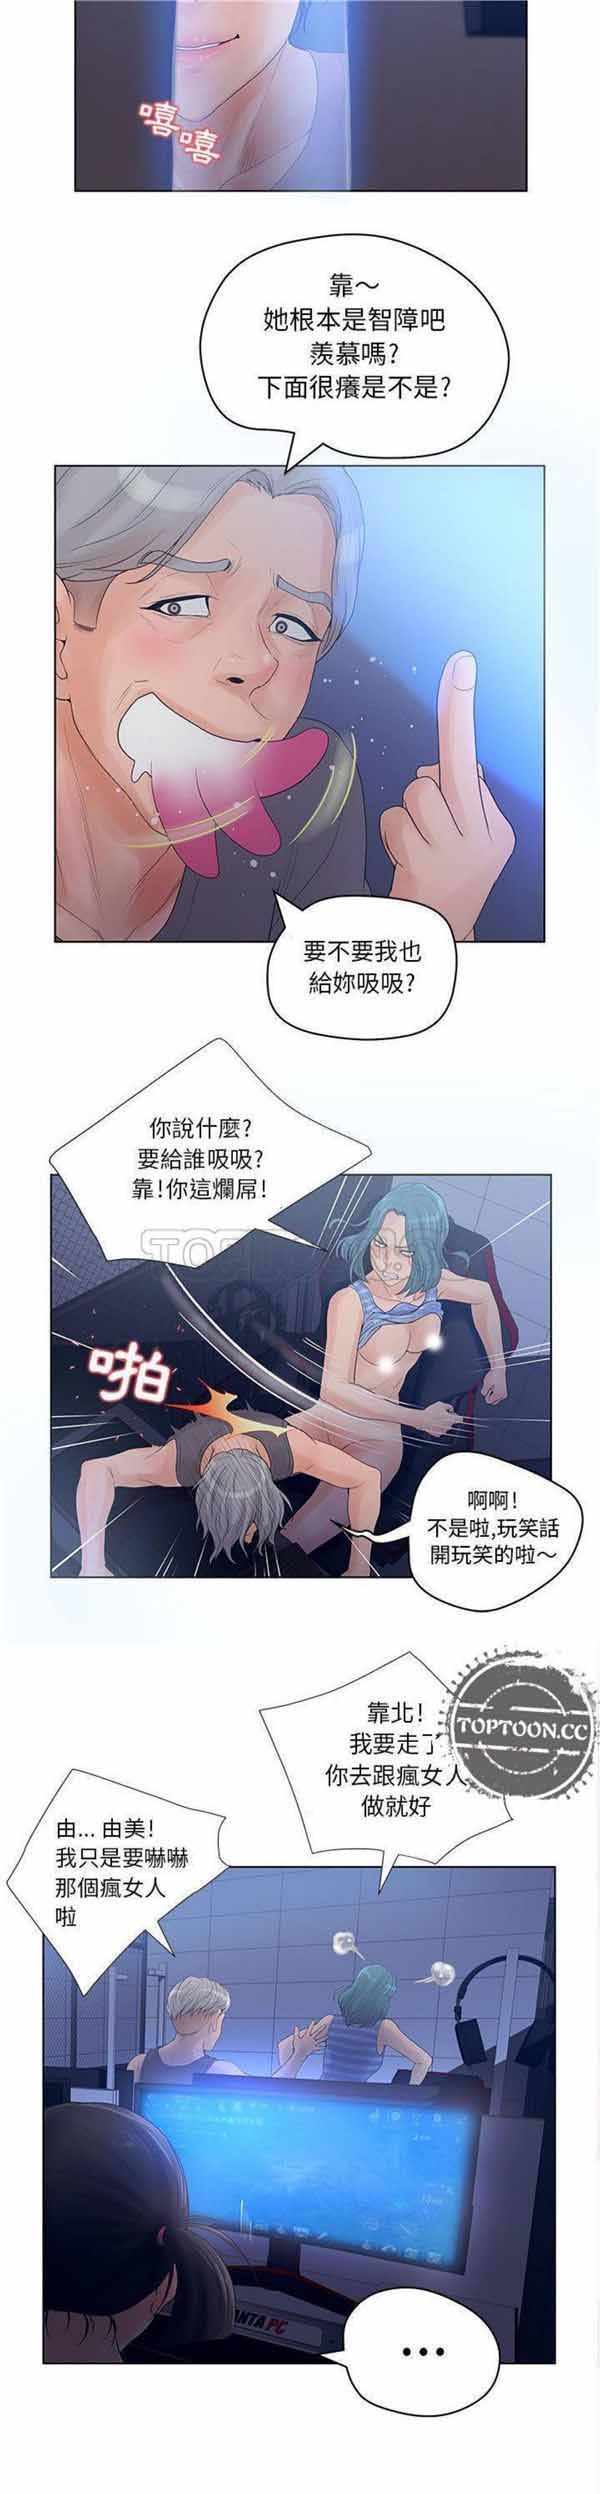 嘻嘻
靠～
她根本是智障吧
羨慕嗎?
下面很癢是不是?
要不要我也
給妳吸吸?
你說什麼?
要給誰吸吸?
靠!你這爛屌!
啪
啊啊!
不是啦,玩笑話
開玩笑的啦～
TOPTOON.CC
靠北!
我要走了
你去跟瘋女人
做就好
由... 由美!
我只是要嚇嚇
那個瘋女人
啦
ANTA PC
...